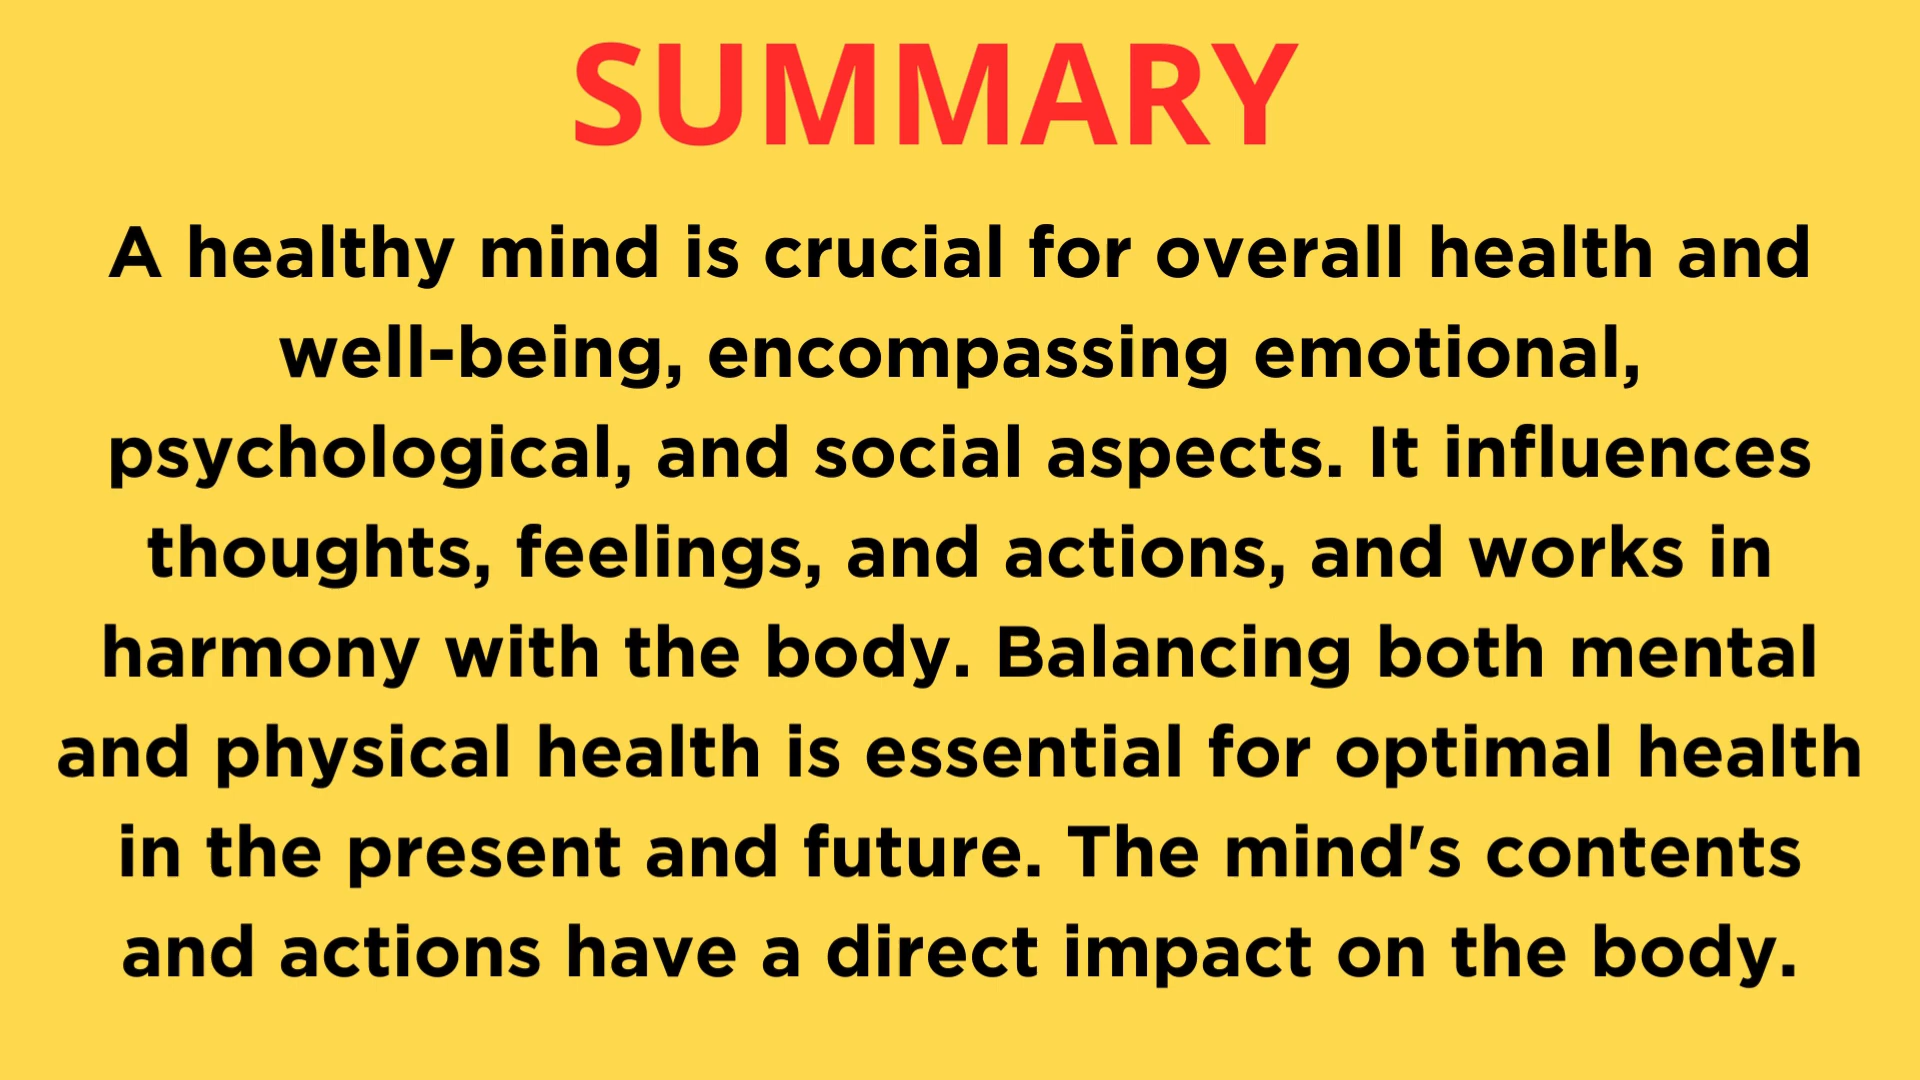 SUMMARY
A healthy mind is crucial for overall health and
well-being, encompassing emotional,
psychological, and social aspects. It influences
thoughts, feelings, and actions, and works in
harmony with the body. Balancing both mental
and physical health is essential for optimal health
in the present and future. The mind's contents
and actions have a direct impact on the body.